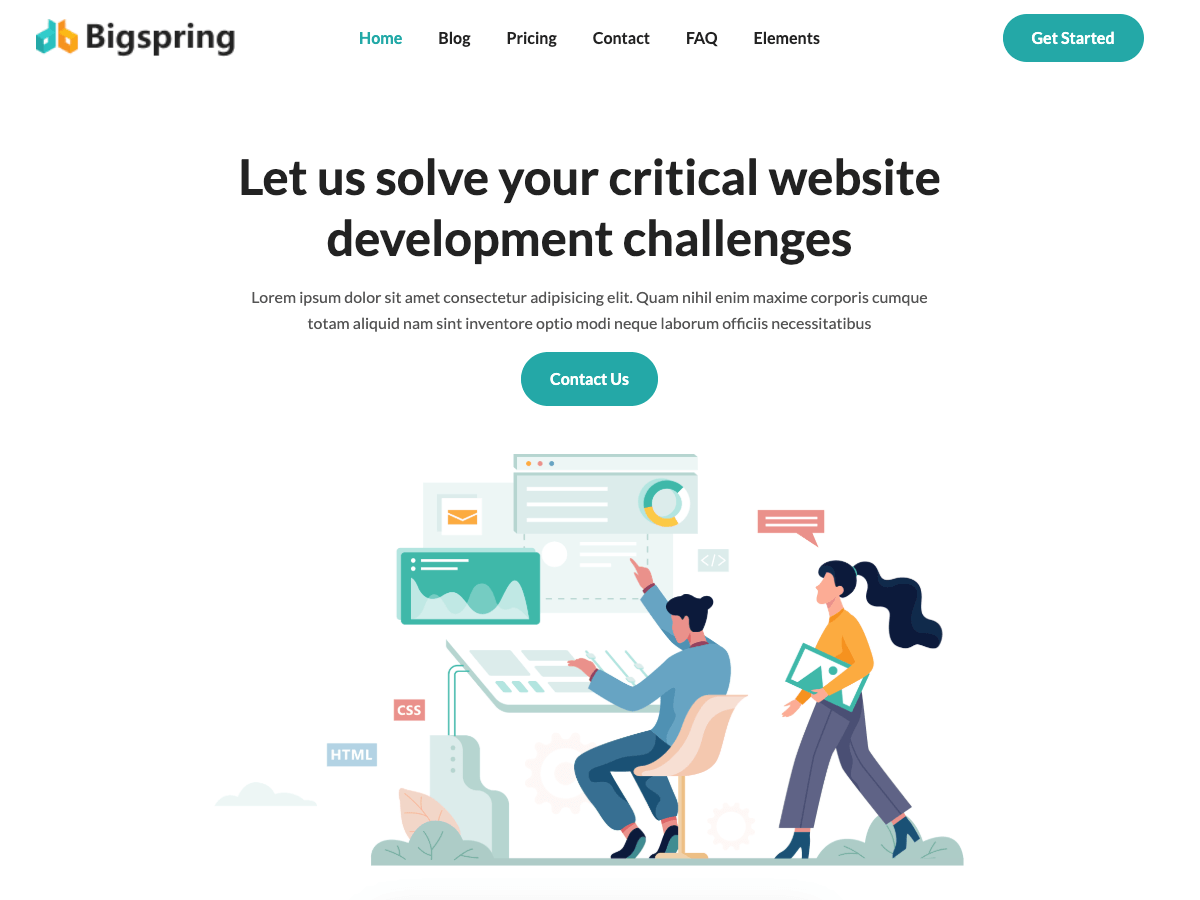 Bigspring
Home Blog Pricing Contact FAQ Elements
Get Started
Let us solve your critical website
development challenges
Lorem ipsum dolor sit amet consectetur adipisicing elit. Quam nihil enim maxime corporis cumque
totam aliquid nam sint inventore optio modi neque laborum officiis necessitatibus
Contact Us
</>
CSS
HTML